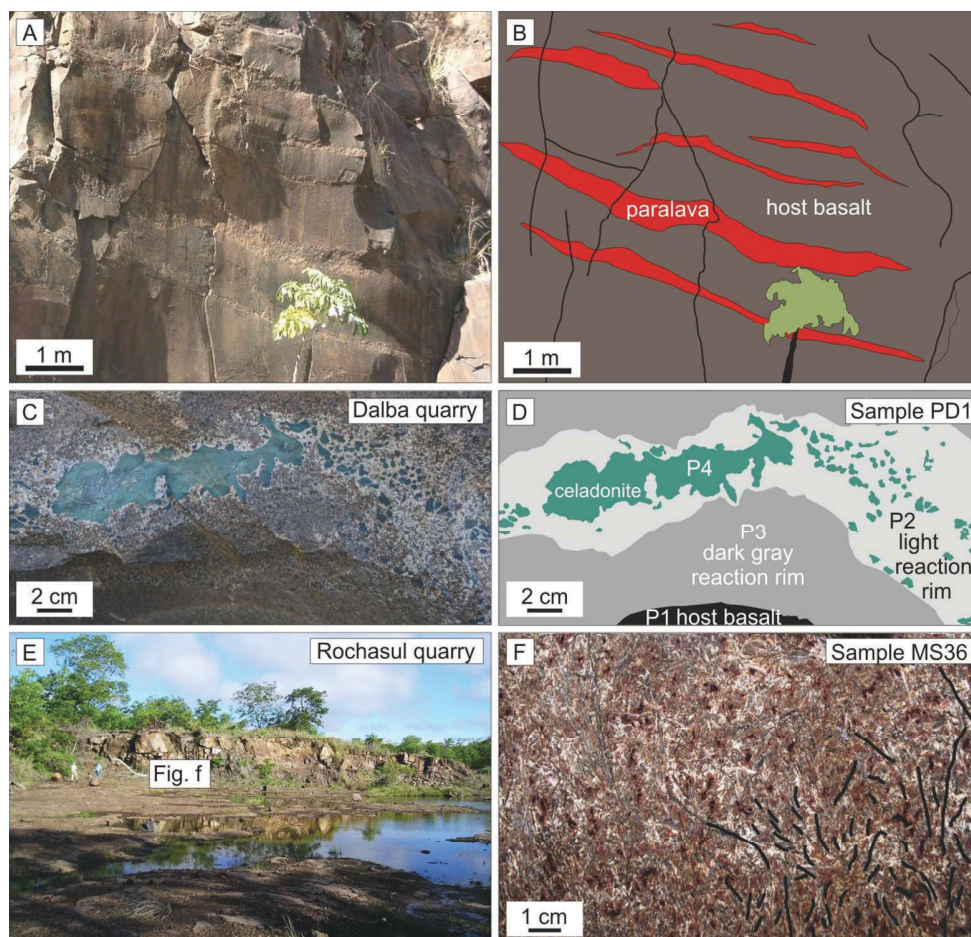 A
1 m
B
paralava
host basalt
1 m
C
Dalba quarry
2 cm
D
Sample PD1
P4
celadonite
P2
light
reaction
rim
P3
dark gray
reaction rim
P1 host basalt
2 cm
E
Rochasul quarry
Fig. f
F
Sample MS36
1 cm